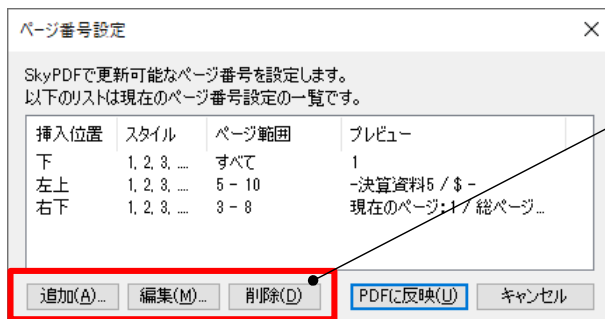 ページ番号設定
SkyPDFで更新可能なページ番号を設定します。
以下のリストは現在のページ番号設定の一覧です。
挿入位置 スタイル ページ範囲 プレビュー
下 1, 2, 3, .... すべて 1
左上 1, 2, 3, .... 5 - 10 -決算資料5 / $ -
右下 1, 2, 3, .... 3 - 8 現在のページ:1 / 総ページ...
追加(A)... 編集(M)... 削除(D) PDFに反映(U) キャンセル